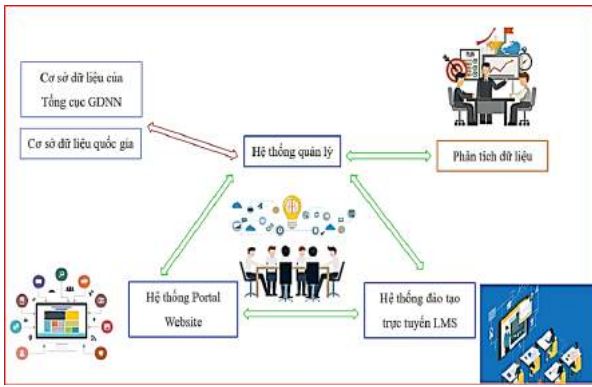 Cơ sở dữ liệu của
Tổng cục GDNN
Cơ sở dữ liệu quốc gia
Hệ thống quản lý
Phân tích dữ liệu
Hệ thống Portal
Website
Hệ thống đào tạo
trực tuyến LMS